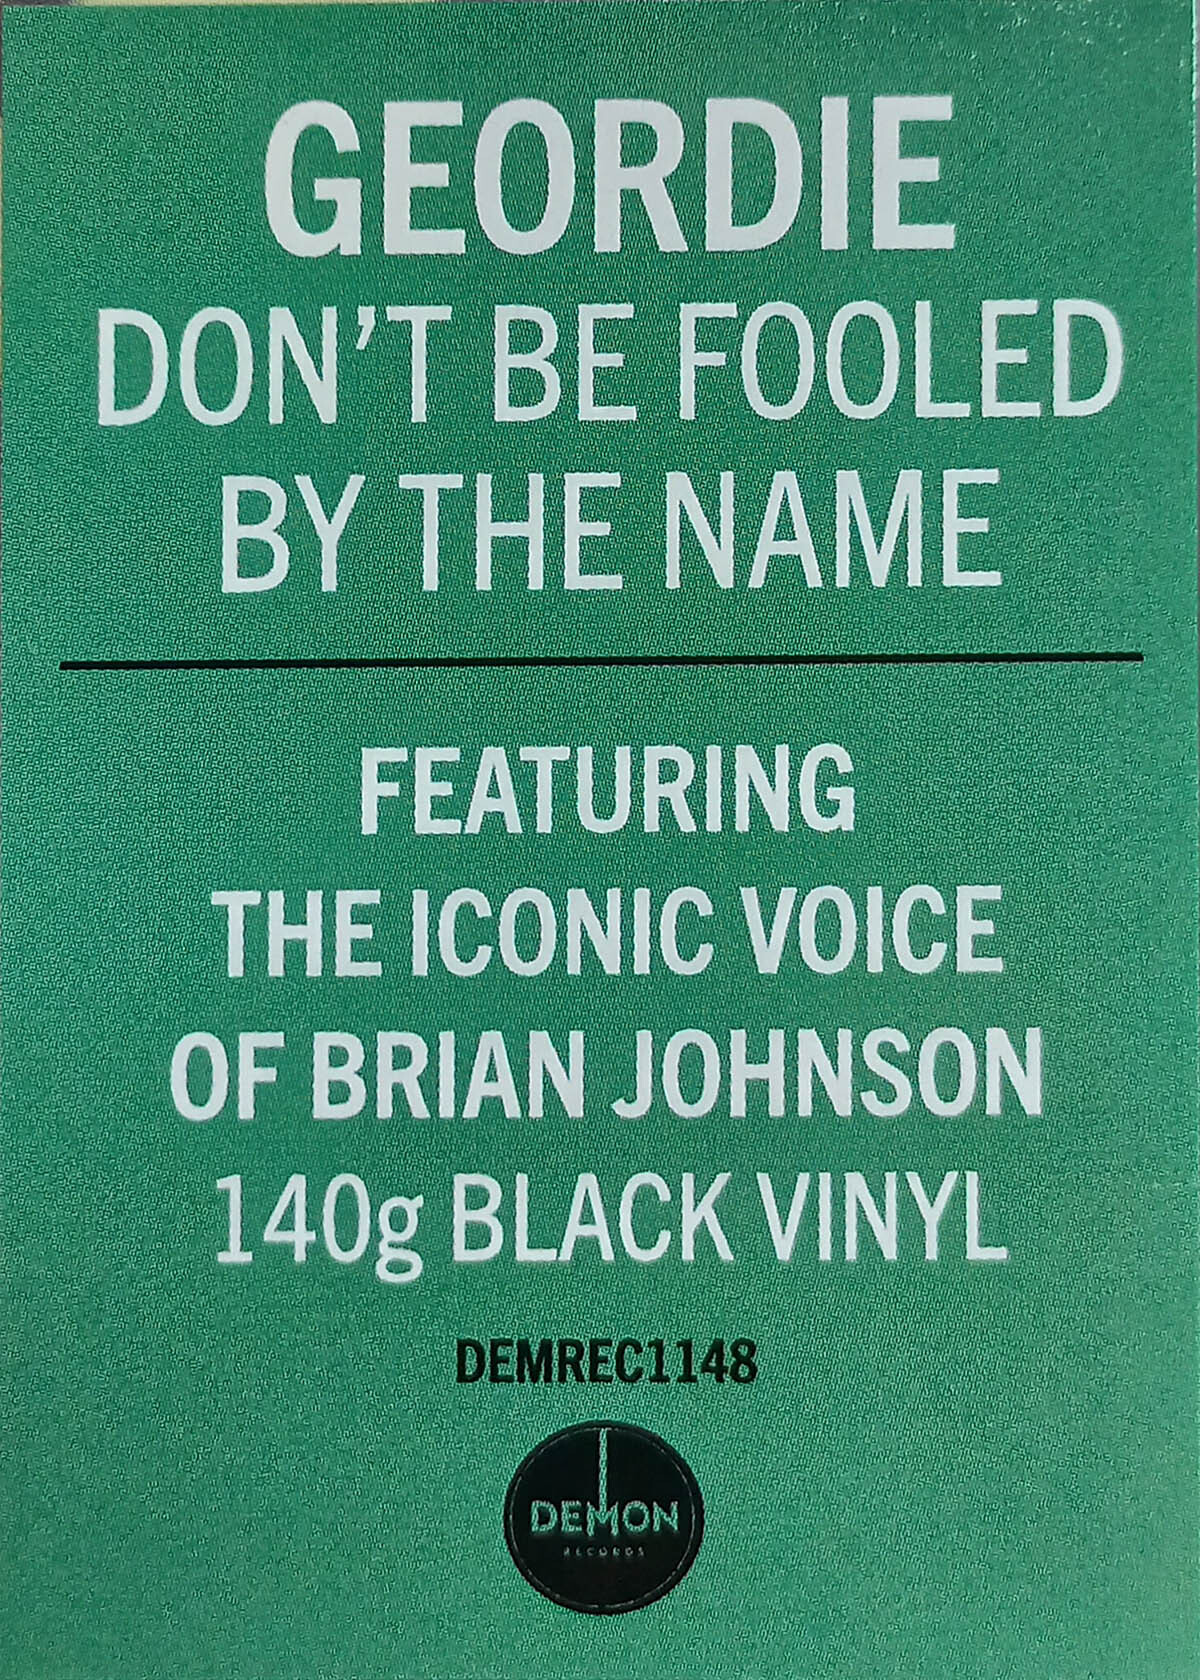 GEORDIE
DON'T BE FOOLED
BY THE NAME
FEATURING
THE ICONIC VOICE
OF BRIAN JOHNSON
140g BLACK VINYL
DEMREC1148
DEMON
RECORDS